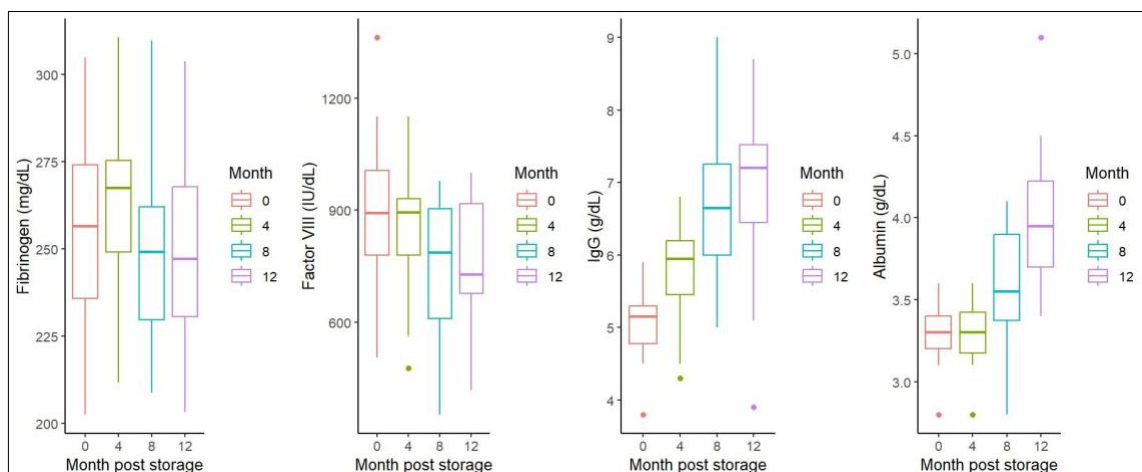 Fibrinogen (mg/dL)
300
275
250
225
200
0 4 8 12
Month post storage
Month
0
4
8
12
Factor VIII (IU/dL)
1200
900
600
0 4 8 12
Month post storage
Month
0
4
8
12
IgG (g/dL)
9
8
7
6
5
4
0 4 8 12
Month post storage
Month
0
4
8
12
Albumin (g/dL)
5.0
4.5
4.0
3.5
3.0
0 4 8 12
Month post storage
Month
0
4
8
12